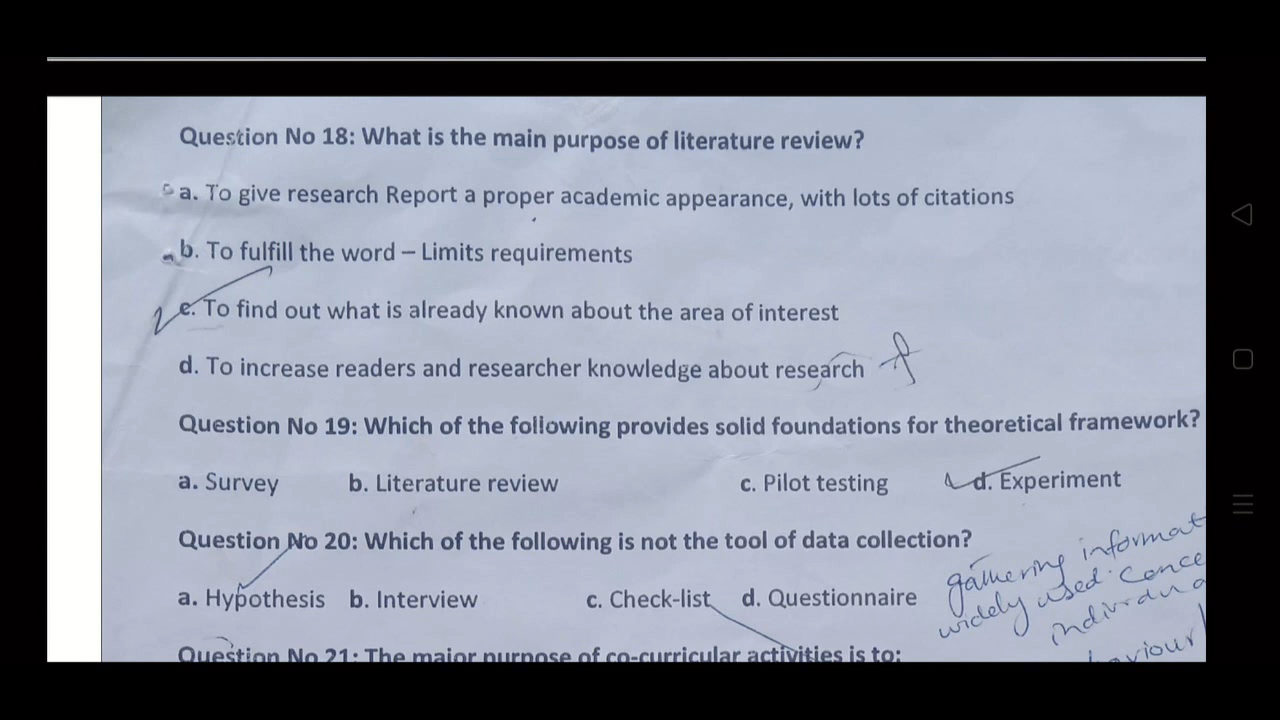 Question No 18: What is the main purpose of literature review?
a. To give research Report a proper academic appearance, with lots of citations
b. To fulfill the word – Limits requirements
c. To find out what is already known about the area of interest
d. To increase readers and researcher knowledge about research
Question No 19: Which of the following provides solid foundations for theoretical framework?
a. Survey b. Literature review c. Pilot testing d. Experiment
Question No 20: Which of the following is not the tool of data collection?
gathering informat
a. Hypothesis b. Interview c. Check-list d. Questionnaire
widely used. Conce
Question No 21: The major purpose of co-curricular activities is to: